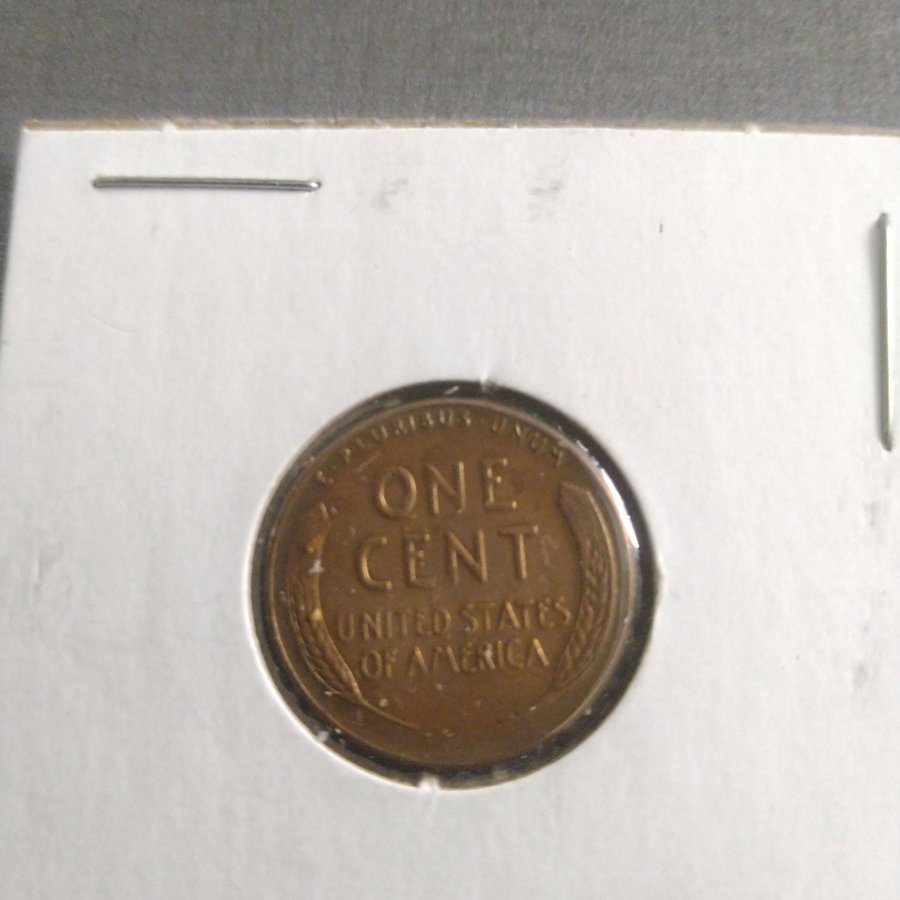 E · PLURIBUS · UNUM
ONE
CENT
UNITED STATES
OF AMERICA